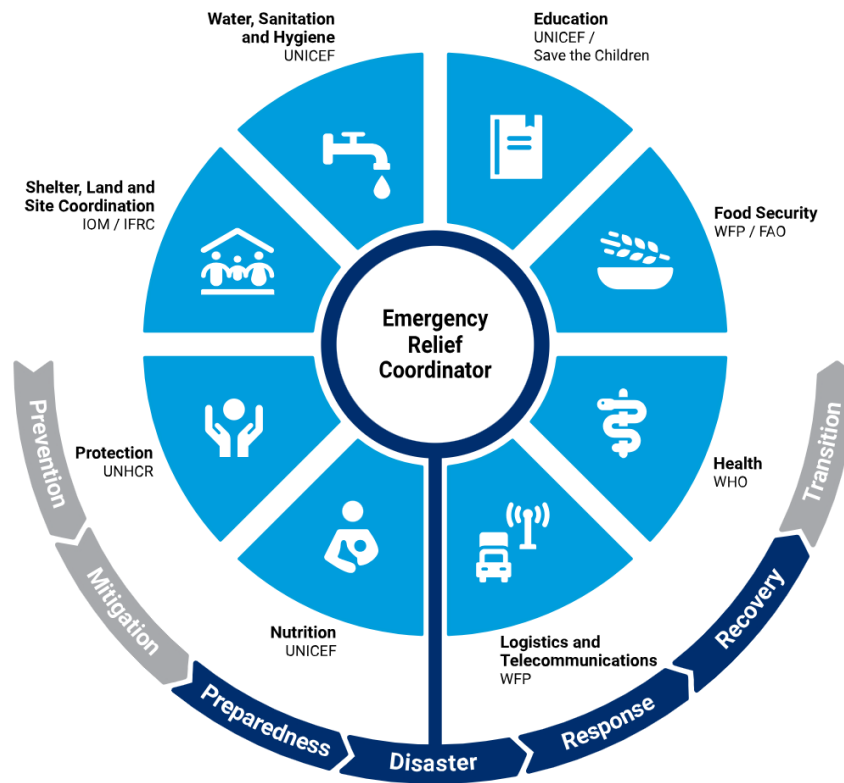 Water, Sanitation
and Hygiene
UNICEF
Education
UNICEF /
Save the Children
Shelter, Land and
Site Coordination
IOM / IFRC
Food Security
WFP / FAO
Emergency
Relief
Coordinator
Protection
UNHCR
Health
WHO
Nutrition
UNICEF
Logistics and
Telecommunications
WFP
Prevention
Mitigation
Preparedness
Disaster
Response
Recovery
Transition